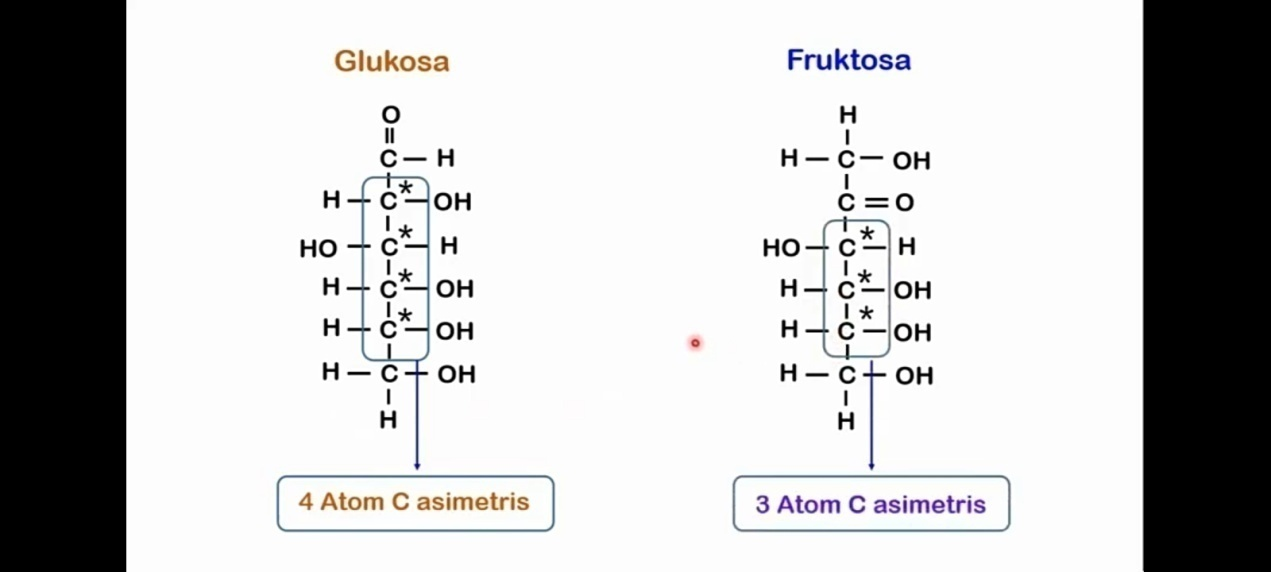 Glukosa
O
C — H
H — C* — OH
HO — C* — H
H — C* — OH
H — C* — OH
H — C — OH
H
4 Atom C asimetris
Fruktosa
H
H — C — OH
C = O
HO — C* — H
H — C* — OH
H — C* — OH
H — C — OH
H
3 Atom C asimetris